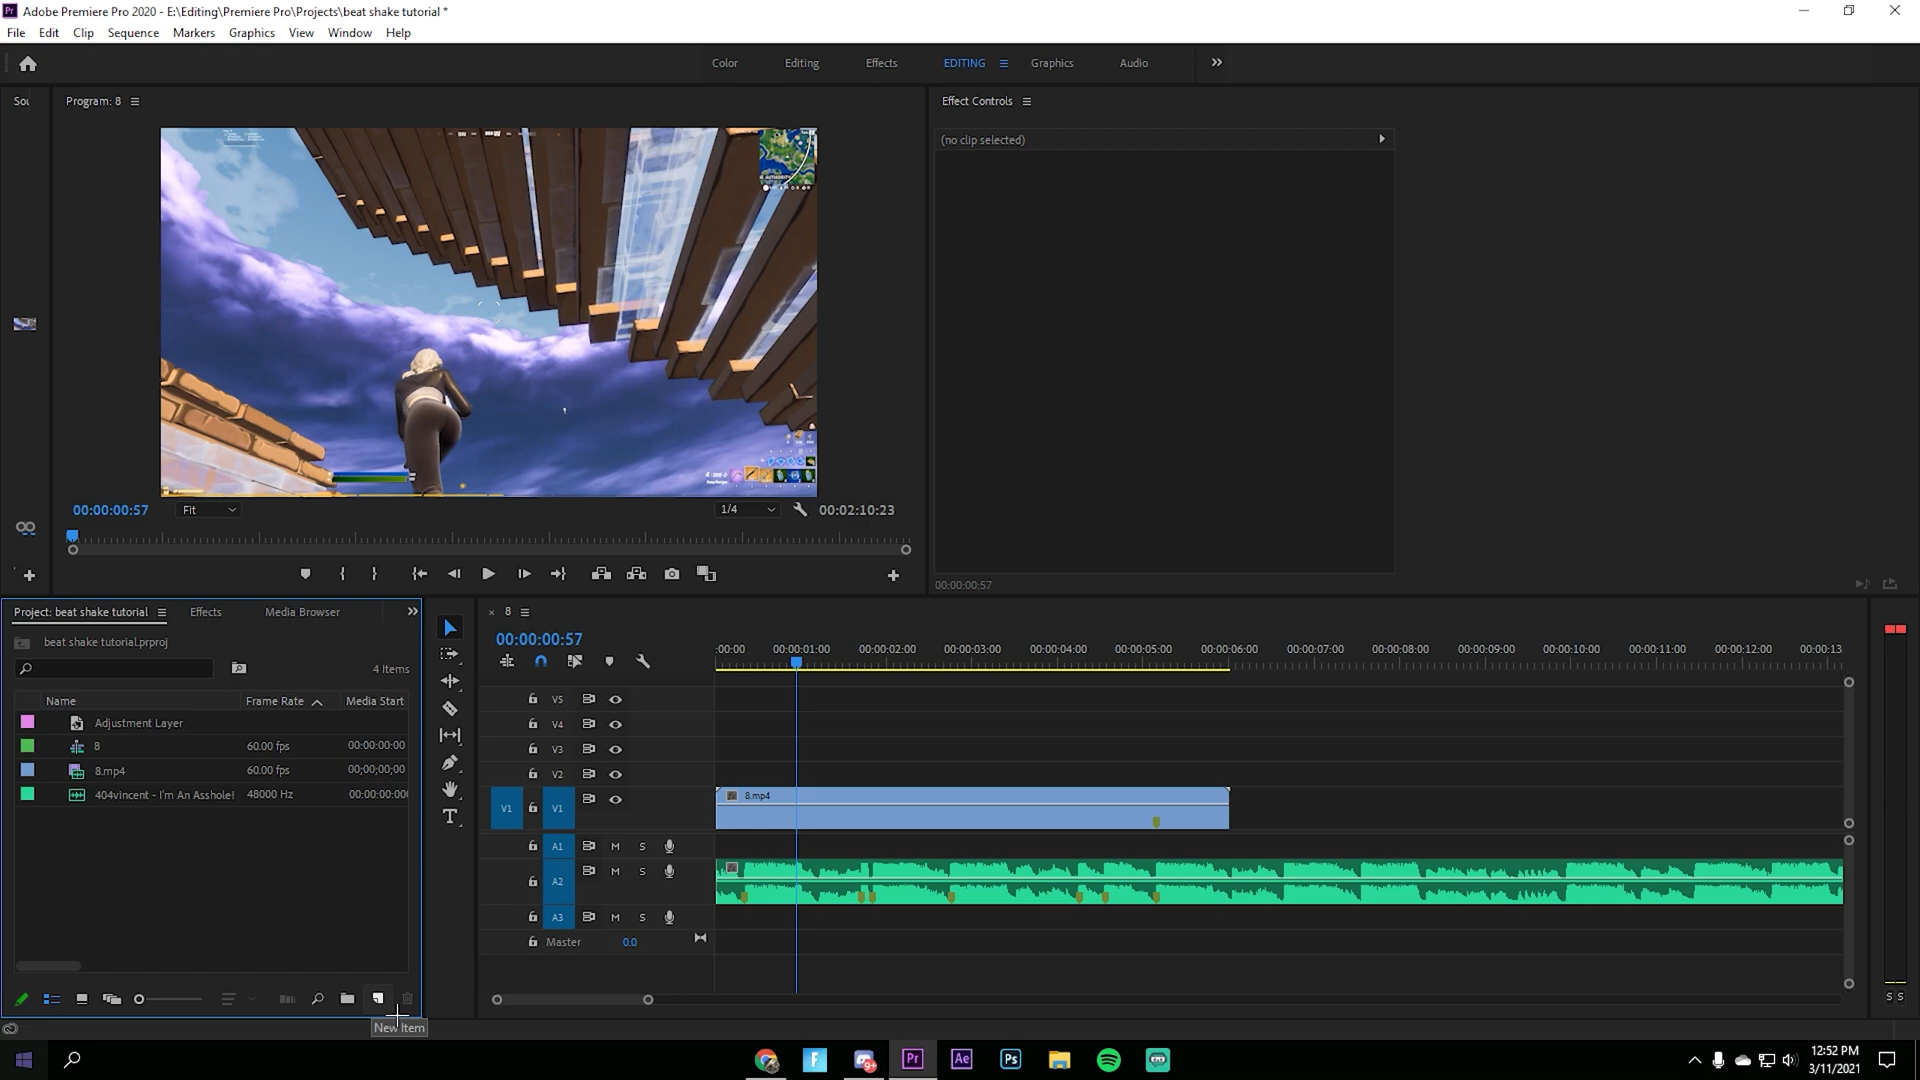 Adobe Premiere Pro 2020 - E:\Editing\Premiere Pro\Projects\beat shake tutorial *
File Edit Clip Sequence Markers Graphics View Window Help
Color Editing Effects EDITING Graphics Audio
Program: 8
Effect Controls
(no clip selected)
00:00:00:57 Fit 1/4 00:02:10:23
00:00:00:57
Project: beat shake tutorial Effects Media Browser
beat shake tutorial.prproj
4 Items
Name Frame Rate Media Start
Adjustment Layer
8 60.00 fps 00:00:00:00
8.mp4 60.00 fps 00;00;00;00
404vincent - I'm An Asshole! 48000 Hz 00:00:00:00
New Item
8
00:00:00:57
:00:00 00:00:01:00 00:00:02:00 00:00:03:00 00:00:04:00 00:00:05:00 00:00:06:00 00:00:07:00 00:00:08:00 00:00:09:00 00:00:10:00 00:00:11:00 00:00:12:00 00:00:13
V5
V4
V3
V2
V1 V1 8.mp4
A1 M S
A2 M S
A3 M S
Master 0.0
S S
Pr Ae Ps
12:52 PM
3/11/2021